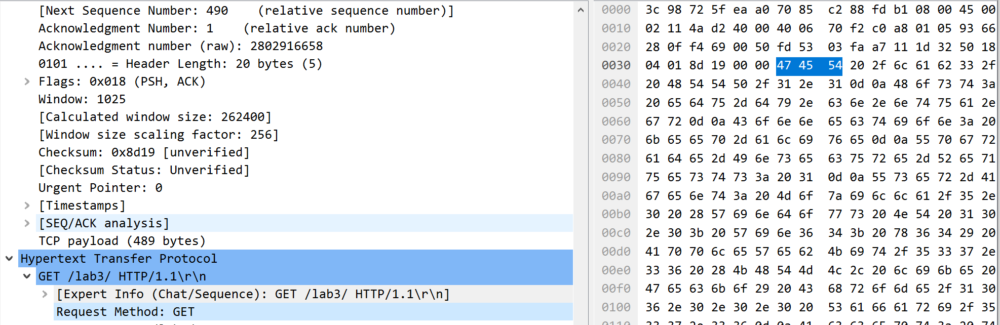 [Next Sequence Number: 490    (relative sequence number)]
Acknowledgment Number: 1    (relative ack number)
Acknowledgment number (raw): 2802916658
0101 .... = Header Length: 20 bytes (5)
Flags: 0x018 (PSH, ACK)
Window: 1025
[Calculated window size: 262400]
[Window size scaling factor: 256]
Checksum: 0x8d19 [unverified]
[Checksum Status: Unverified]
Urgent Pointer: 0
[Timestamps]
[SEQ/ACK analysis]
TCP payload (489 bytes)
Hypertext Transfer Protocol
GET /lab3/ HTTP/1.1\r\n
[Expert Info (Chat/Sequence): GET /lab3/ HTTP/1.1\r\n]
Request Method: GET
0000 3c 98 72 5f ea a0 70 85 c2 88 fd b1 08 00 45 00
0010 02 11 4a d2 40 00 40 06 70 f2 c0 a8 01 05 93 66
0020 28 0f f4 69 00 50 fd 53 03 fa a7 11 1d 32 50 18
0030 04 01 8d 19 00 00 47 45 54 20 2f 6c 61 62 33 2f
0040 20 48 54 54 50 2f 31 2e 31 0d 0a 48 6f 73 74 3a
0050 20 65 64 75 2d 64 79 2e 63 6e 2e 6e 74 75 61 2e
0060 67 72 0d 0a 43 6f 6e 6e 65 63 74 69 6f 6e 3a 20
0070 6b 65 65 70 2d 61 6c 69 76 65 0d 0a 55 70 67 72
0080 61 64 65 2d 49 6e 73 65 63 75 72 65 2d 52 65 71
0090 75 65 73 74 73 3a 20 31 0d 0a 55 73 65 72 2d 41
00a0 67 65 6e 74 3a 20 4d 6f 7a 69 6c 6c 61 2f 35 2e
00b0 30 20 28 57 69 6e 64 6f 77 73 20 4e 54 20 31 30
00c0 2e 30 3b 20 57 69 6e 36 34 3b 20 78 36 34 29 20
00d0 41 70 70 6c 65 57 65 62 4b 69 74 2f 35 33 37 2e
00e0 33 36 20 28 4b 48 54 4d 4c 2c 20 6c 69 6b 65 20
00f0 47 65 63 6b 6f 29 20 43 68 72 6f 6d 65 2f 31 30
0100 36 2e 30 2e 30 2e 30 20 53 61 66 61 72 69 2f 35